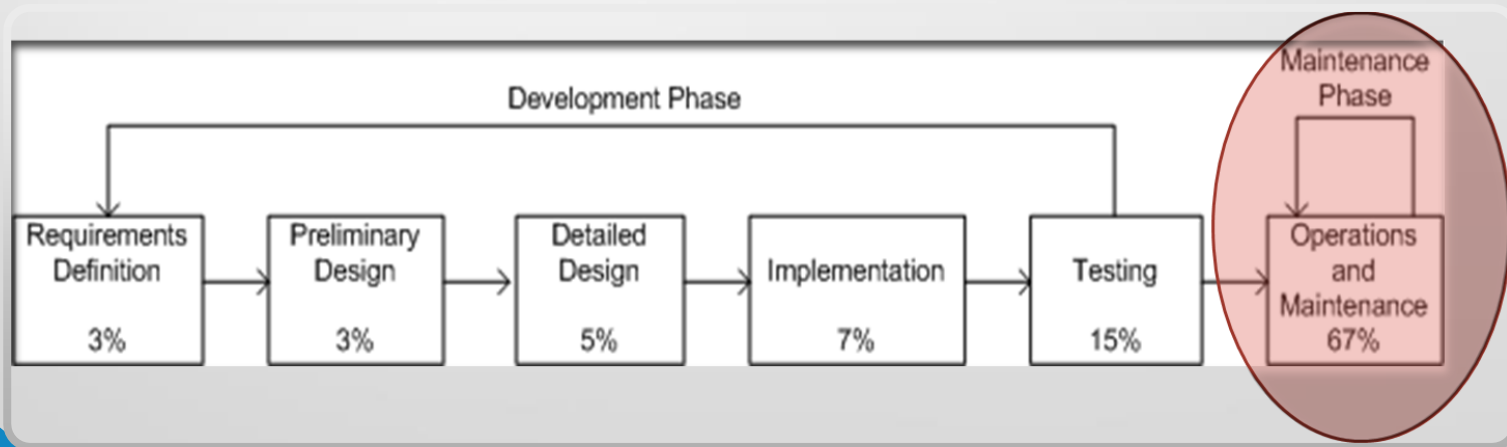 Development Phase
Maintenance
Phase
Requirements
Definition
3%
Preliminary
Design
3%
Detailed
Design
5%
Implementation
7%
Testing
15%
Operations
and
Maintenance
67%